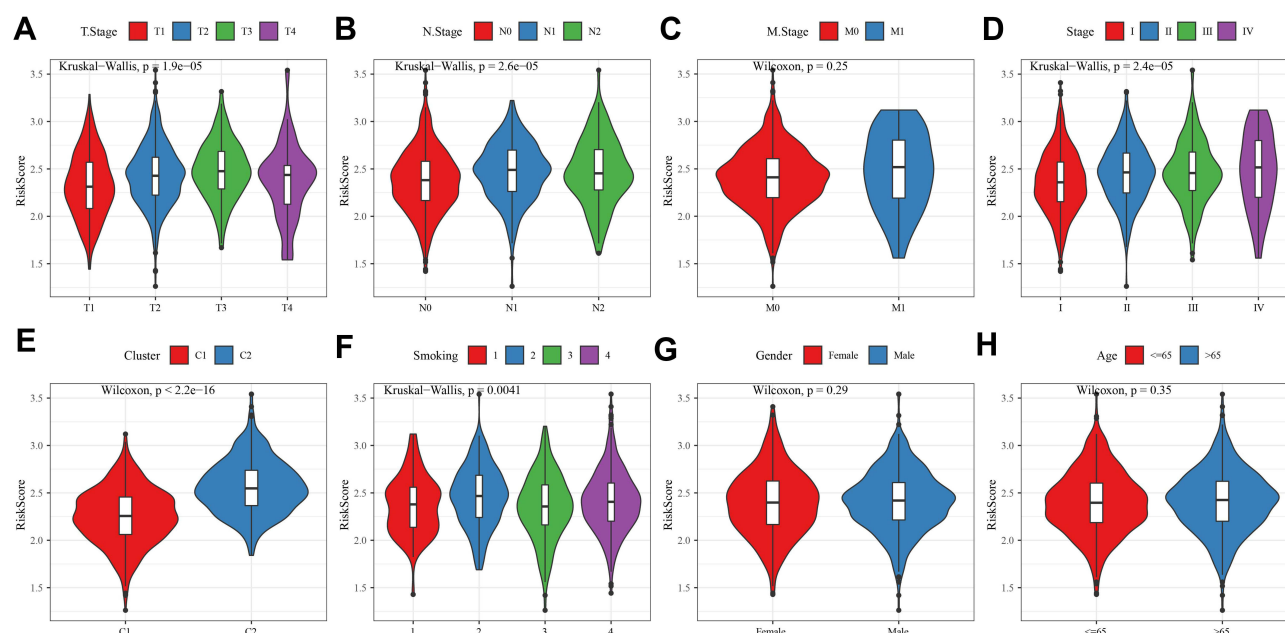 A T.Stage T1 T2 T3 T4
Kruskal−Wallis, p = 1.9e−05
RiskScore
3.5
3.0
2.5
2.0
1.5
T1 T2 T3 T4
B N.Stage N0 N1 N2
Kruskal−Wallis, p = 2.6e−05
RiskScore
3.5
3.0
2.5
2.0
1.5
N0 N1 N2
C M.Stage M0 M1
Wilcoxon, p = 0.25
RiskScore
3.5
3.0
2.5
2.0
1.5
M0 M1
D Stage I II III IV
Kruskal−Wallis, p = 2.4e−05
RiskScore
3.5
3.0
2.5
2.0
1.5
I II III IV
E Cluster C1 C2
Wilcoxon, p < 2.2e−16
RiskScore
3.5
3.0
2.5
2.0
1.5
C1 C2
F Smoking 1 2 3 4
Kruskal−Wallis, p = 0.0041
RiskScore
3.5
3.0
2.5
2.0
1.5
1 2 3 4
G Gender Female Male
Wilcoxon, p = 0.29
RiskScore
3.5
3.0
2.5
2.0
1.5
Female Male
H Age <=65 >65
Wilcoxon, p = 0.35
RiskScore
3.5
3.0
2.5
2.0
1.5
<=65 >65